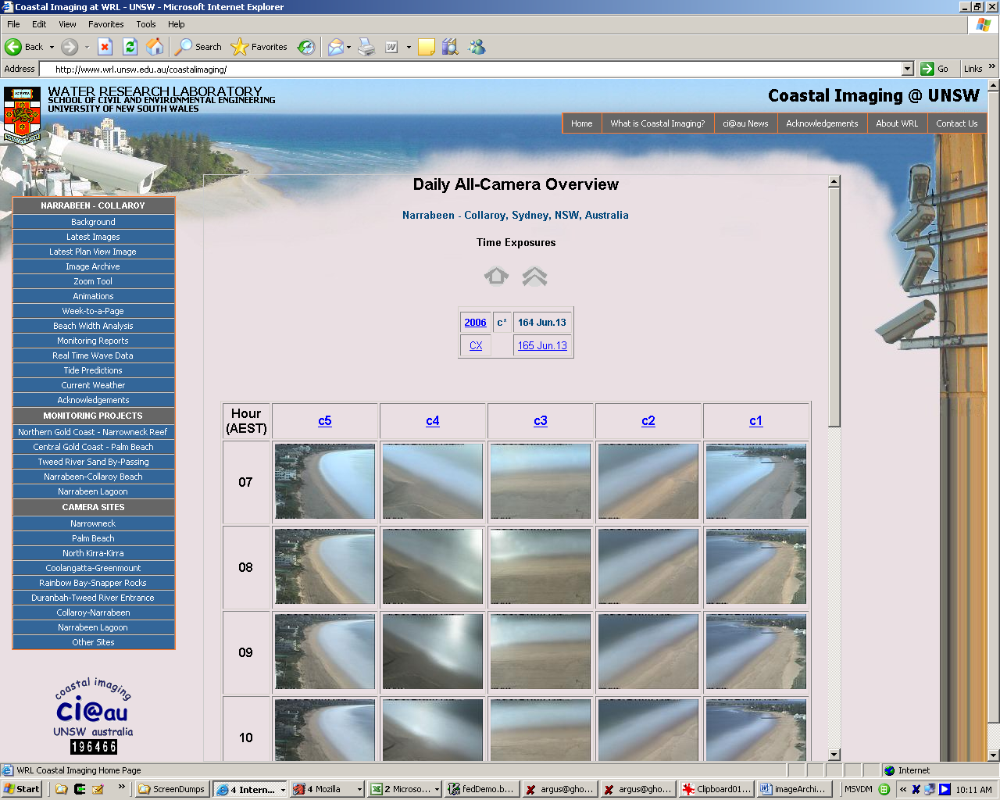 Coastal Imaging at WRL - UNSW - Microsoft Internet Explorer
File Edit View Favorites Tools Help
Back Search Favorites
Address http://www.wrl.unsw.edu.au/coastalimaging/ Go Links »
WATER RESEARCH LABORATORY
SCHOOL OF CIVIL AND ENVIRONMENTAL ENGINEERING
UNIVERSITY OF NEW SOUTH WALES
Coastal Imaging @ UNSW
Home What is Coastal Imaging? ci@au News Acknowledgements About WRL Contact Us
NARRABEEN - COLLAROY
Background
Latest Images
Latest Plan View Image
Image Archive
Zoom Tool
Animations
Week-to-a-Page
Beach Width Analysis
Monitoring Reports
Real Time Wave Data
Tide Predictions
Current Weather
Acknowledgements
MONITORING PROJECTS
Northern Gold Coast - Narrowneck Reef
Central Gold Coast - Palm Beach
Tweed River Sand By-Passing
Narrabeen-Collaroy Beach
Narrabeen Lagoon
CAMERA SITES
Narrowneck
Palm Beach
North Kirra-Kirra
Coolangatta-Greenmount
Rainbow Bay-Snapper Rocks
Duranbah-Tweed River Entrance
Collaroy-Narrabeen
Narrabeen Lagoon
Other Sites
coastal imaging
ci@au
UNSW australia
196466
Daily All-Camera Overview
Narrabeen - Collaroy, Sydney, NSW, Australia
Time Exposures
2006 c* 164 Jun.13
CX 165 Jun.13
Hour
(AEST) c5 c4 c3 c2 c1
07
08
09
10
WRL Coastal Imaging Home Page Internet
Start » ScreenDumps 4 Intern... 4 Mozilla 2 Microso... fedDemo.b... argus@gho... argus@gho... Clipboard01... imageArchi... MSVDM « 10:11 AM